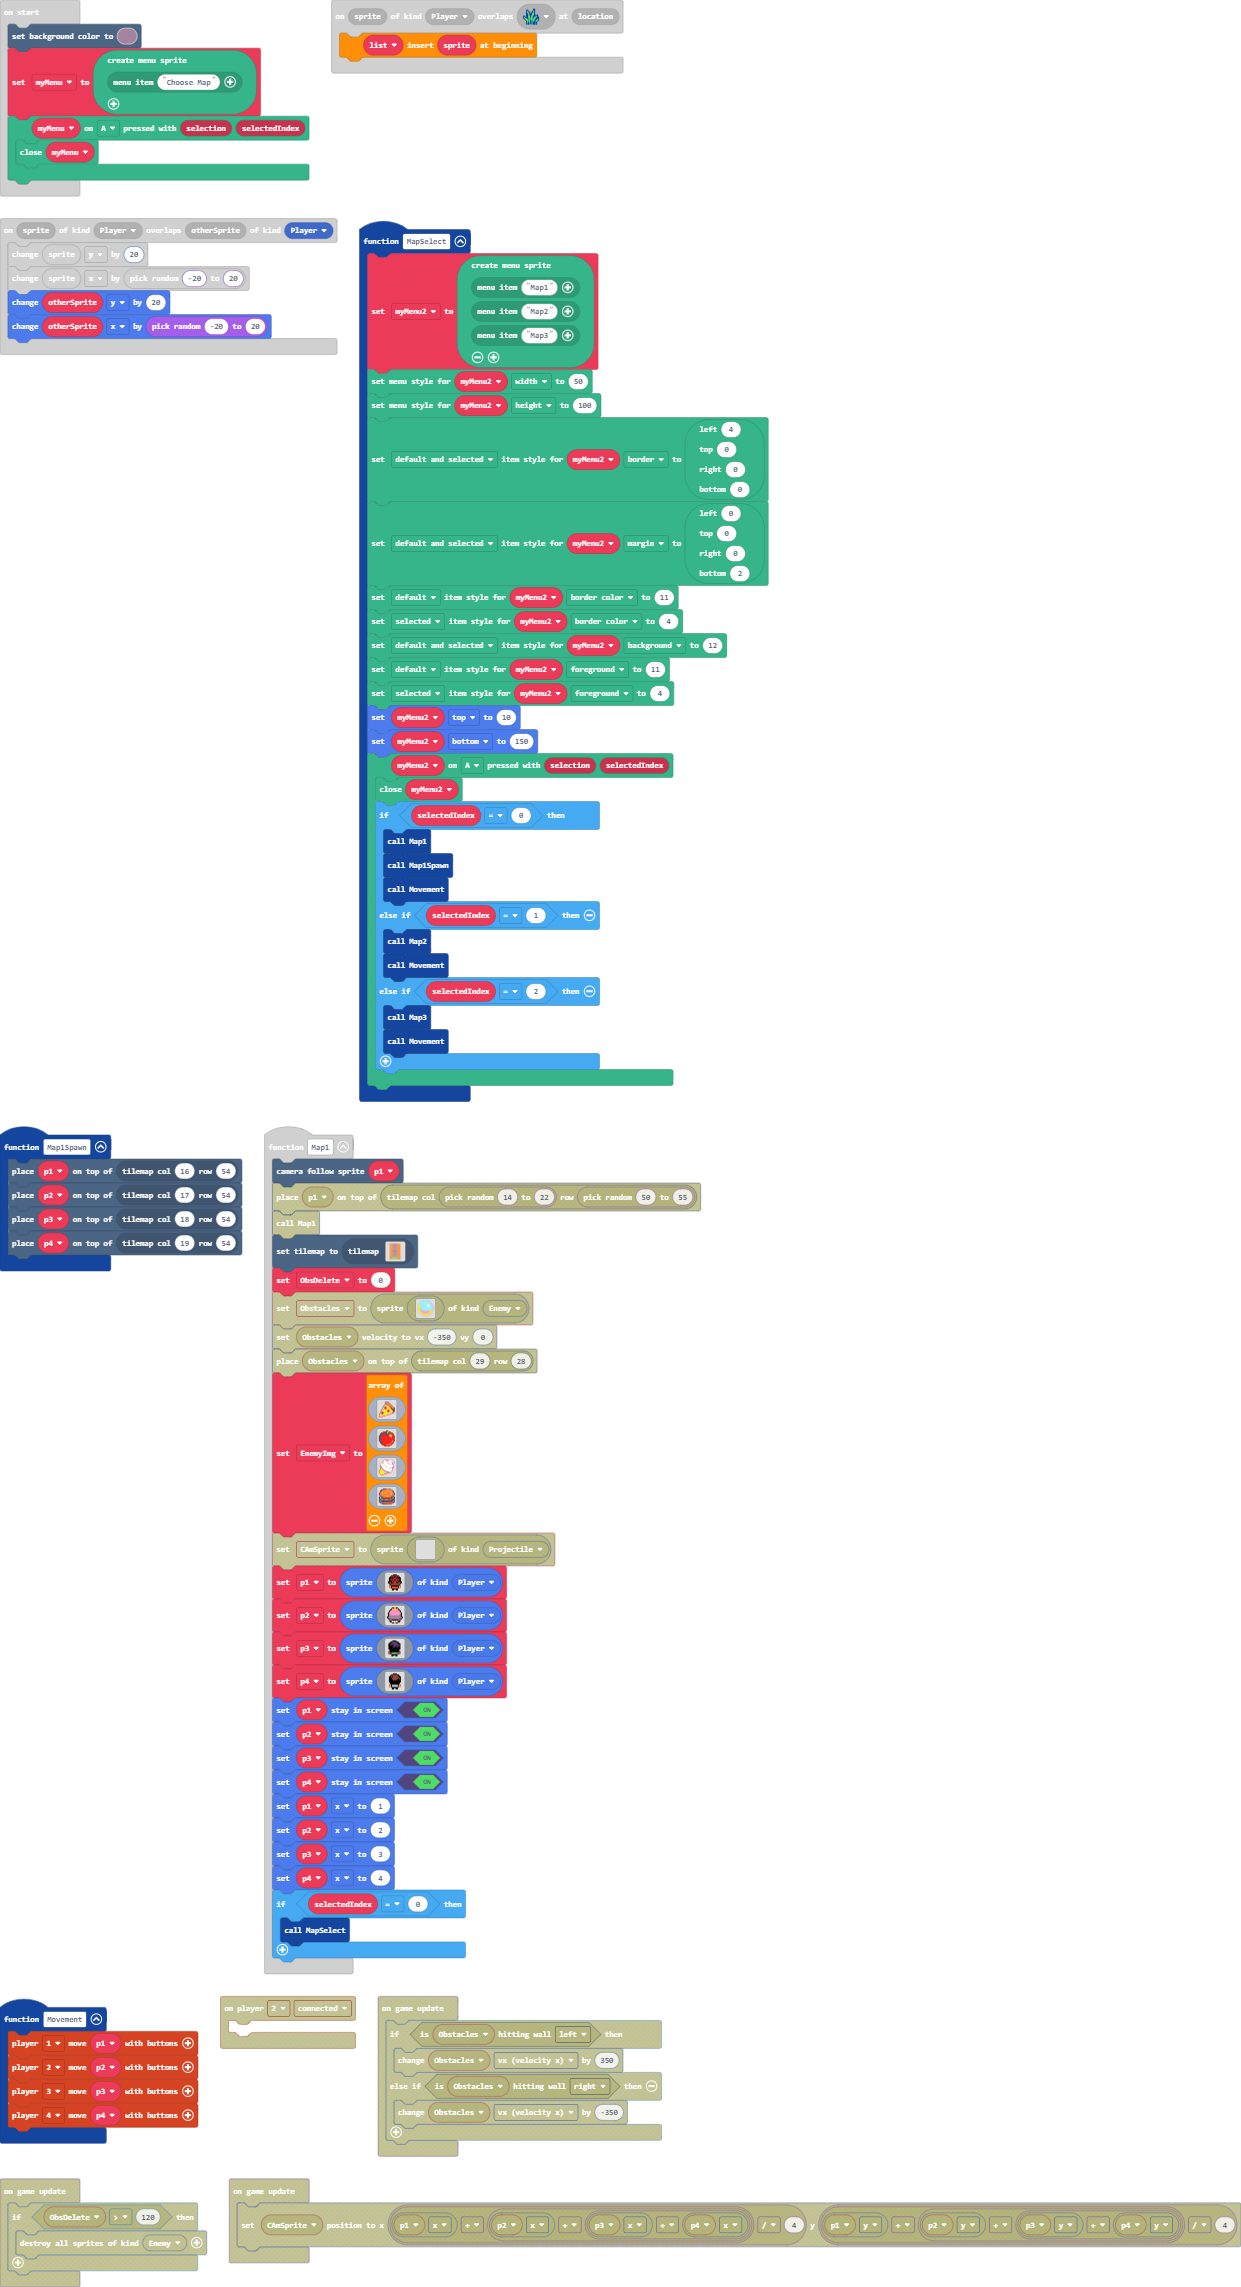 on start
set background color to
set myMenu to create menu sprite
menu item "Choose Map"
myMenu on A pressed with selection selectedIndex
close myMenu
on sprite of kind Player overlaps at location
list insert sprite at beginning
on sprite of kind Player overlaps otherSprite of kind Player
change sprite y by 20
change sprite x by pick random -20 to 20
change otherSprite y by 20
change otherSprite x by pick random -20 to 20
function MapSelect
create menu sprite
menu item "Map1"
set myMenu2 to menu item "Map2"
menu item "Map3"
set menu style for myMenu2 width to 50
set menu style for myMenu2 height to 100
left 4
top 0
set default and selected item style for myMenu2 border to
right 0
bottom 0
left 0
top 0
set default and selected item style for myMenu2 margin to
right 0
bottom 2
set default item style for myMenu2 border color to 11
set selected item style for myMenu2 border color to 4
set default and selected item style for myMenu2 background to 12
set default item style for myMenu2 foreground to 11
set selected item style for myMenu2 foreground to 4
set myMenu2 top to 10
set myMenu2 bottom to 150
myMenu2 on A pressed with selection selectedIndex
close myMenu2
if selectedIndex = 0 then
call Map1
call Map1Spawn
call Movement
else if selectedIndex = 1 then
call Map2
call Movement
else if selectedIndex = 2 then
call Map3
call Movement
function Map1Spawn
place p1 on top of tilemap col 16 row 54
place p2 on top of tilemap col 17 row 54
place p3 on top of tilemap col 18 row 54
place p4 on top of tilemap col 19 row 54
function Map1
camera follow sprite p1
place p1 on top of tilemap col pick random 14 to 22 row pick random 50 to 55
call Map1
set tilemap to tilemap
set ObsDelete to 0
set Obstacles to sprite of kind Enemy
set Obstacles velocity to vx -350 vy 0
place Obstacles on top of tilemap col 29 row 28
array of
set EnemyImg to
set CAmSprite to sprite of kind Projectile
set p1 to sprite of kind Player
set p2 to sprite of kind Player
set p3 to sprite of kind Player
set p4 to sprite of kind Player
set p1 stay in screen ON
set p2 stay in screen ON
set p3 stay in screen ON
set p4 stay in screen ON
set p1 x to 1
set p2 x to 2
set p3 x to 3
set p4 x to 4
if selectedIndex = 0 then
call MapSelect
function Movement
player 1 move p1 with buttons
player 2 move p2 with buttons
player 3 move p3 with buttons
player 4 move p4 with buttons
on player 2 connected
on game update
if is Obstacles hitting wall left then
change Obstacles vx (velocity x) by 350
else if is Obstacles hitting wall right then
change Obstacles vx (velocity x) by -350
on game update
if ObsDelete > 120 then
destroy all sprites of kind Enemy
on game update
set CAmSprite position to x p1 x + p2 x + p3 x + p4 x / 4 y p1 y + p2 y + p3 y + p4 y / 4